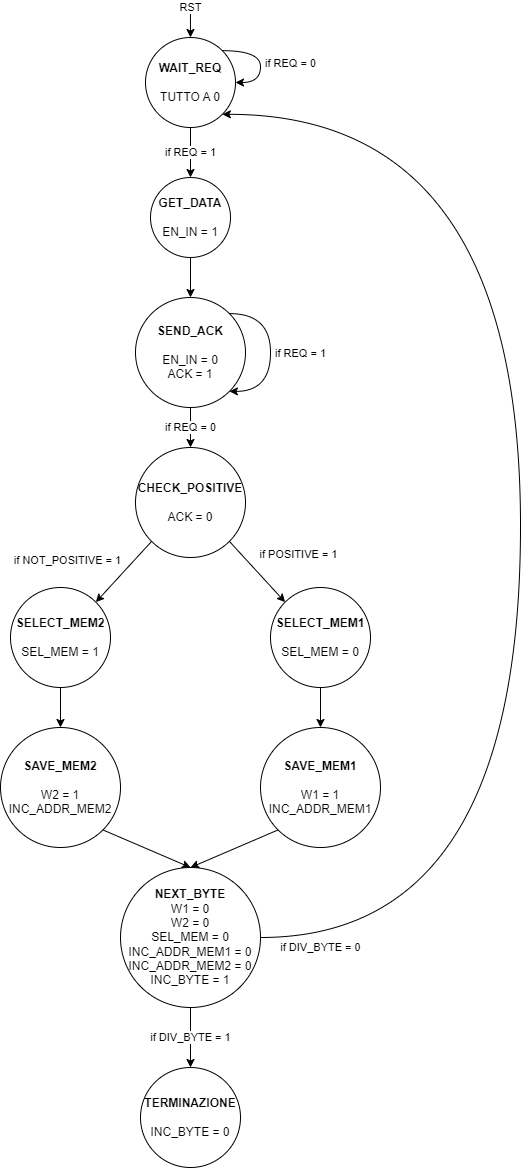 RST
WAIT_REQ
if REQ = 0
TUTTO A 0
if REQ = 1
GET_DATA
EN_IN = 1
SEND_ACK
EN_IN = 0
ACK = 1
if REQ = 1
if REQ = 0
CHECK_POSITIVE
ACK = 0
if NOT_POSITIVE = 1
if POSITIVE = 1
SELECT_MEM2
SEL_MEM = 1
SELECT_MEM1
SEL_MEM = 0
SAVE_MEM2
W2 = 1
INC_ADDR_MEM2
SAVE_MEM1
W1 = 1
INC_ADDR_MEM1
NEXT_BYTE
W1 = 0
W2 = 0
SEL_MEM = 0
INC_ADDR_MEM1 = 0
INC_ADDR_MEM2 = 0
INC_BYTE = 1
if DIV_BYTE = 0
if DIV_BYTE = 1
TERMINAZIONE
INC_BYTE = 0